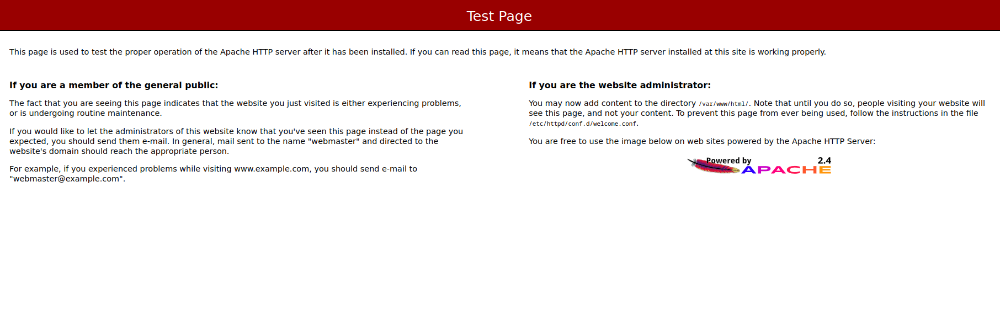 Test Page
This page is used to test the proper operation of the Apache HTTP server after it has been installed. If you can read this page, it means that the Apache HTTP server installed at this site is working properly.
If you are a member of the general public:
The fact that you are seeing this page indicates that the website you just visited is either experiencing problems,
or is undergoing routine maintenance.
If you would like to let the administrators of this website know that you've seen this page instead of the page you
expected, you should send them e-mail. In general, mail sent to the name "webmaster" and directed to the
website's domain should reach the appropriate person.
For example, if you experienced problems while visiting www.example.com, you should send e-mail to
"webmaster@example.com".
If you are the website administrator:
You may now add content to the directory /var/www/html/. Note that until you do so, people visiting your website will
see this page, and not your content. To prevent this page from ever being used, follow the instructions in the file
/etc/httpd/conf.d/welcome.conf.
You are free to use the image below on web sites powered by the Apache HTTP Server:
Powered by 2.4
APACHE